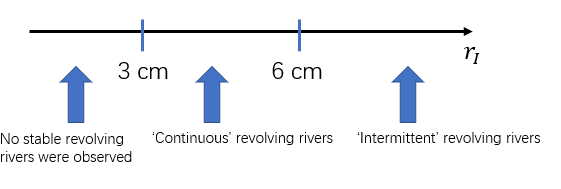 3 cm
6 cm
r_I
No stable revolving
rivers were observed
'Continuous' revolving rivers
'Intermittent' revolving rivers